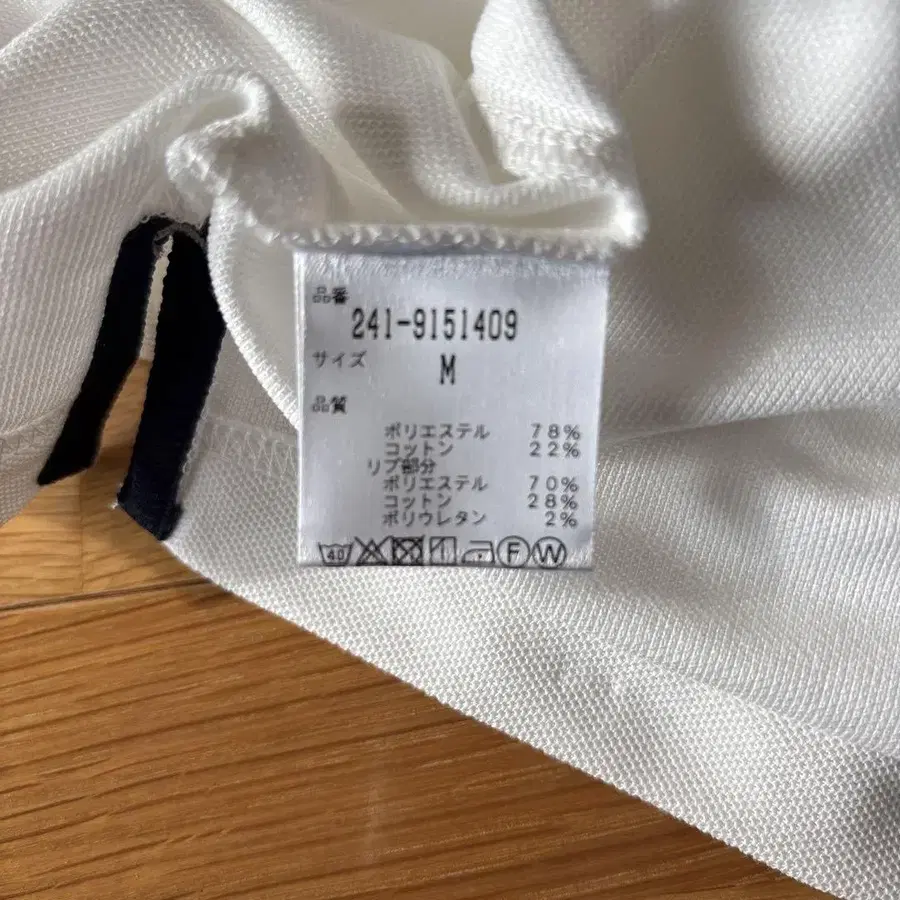 品番
241-9151409
サイズ
M
品質
ポリエステル 78%
コットン 22%
リブ部分
ポリエステル 70%
コットン 28%
ポリウレタン 2%
40 F W